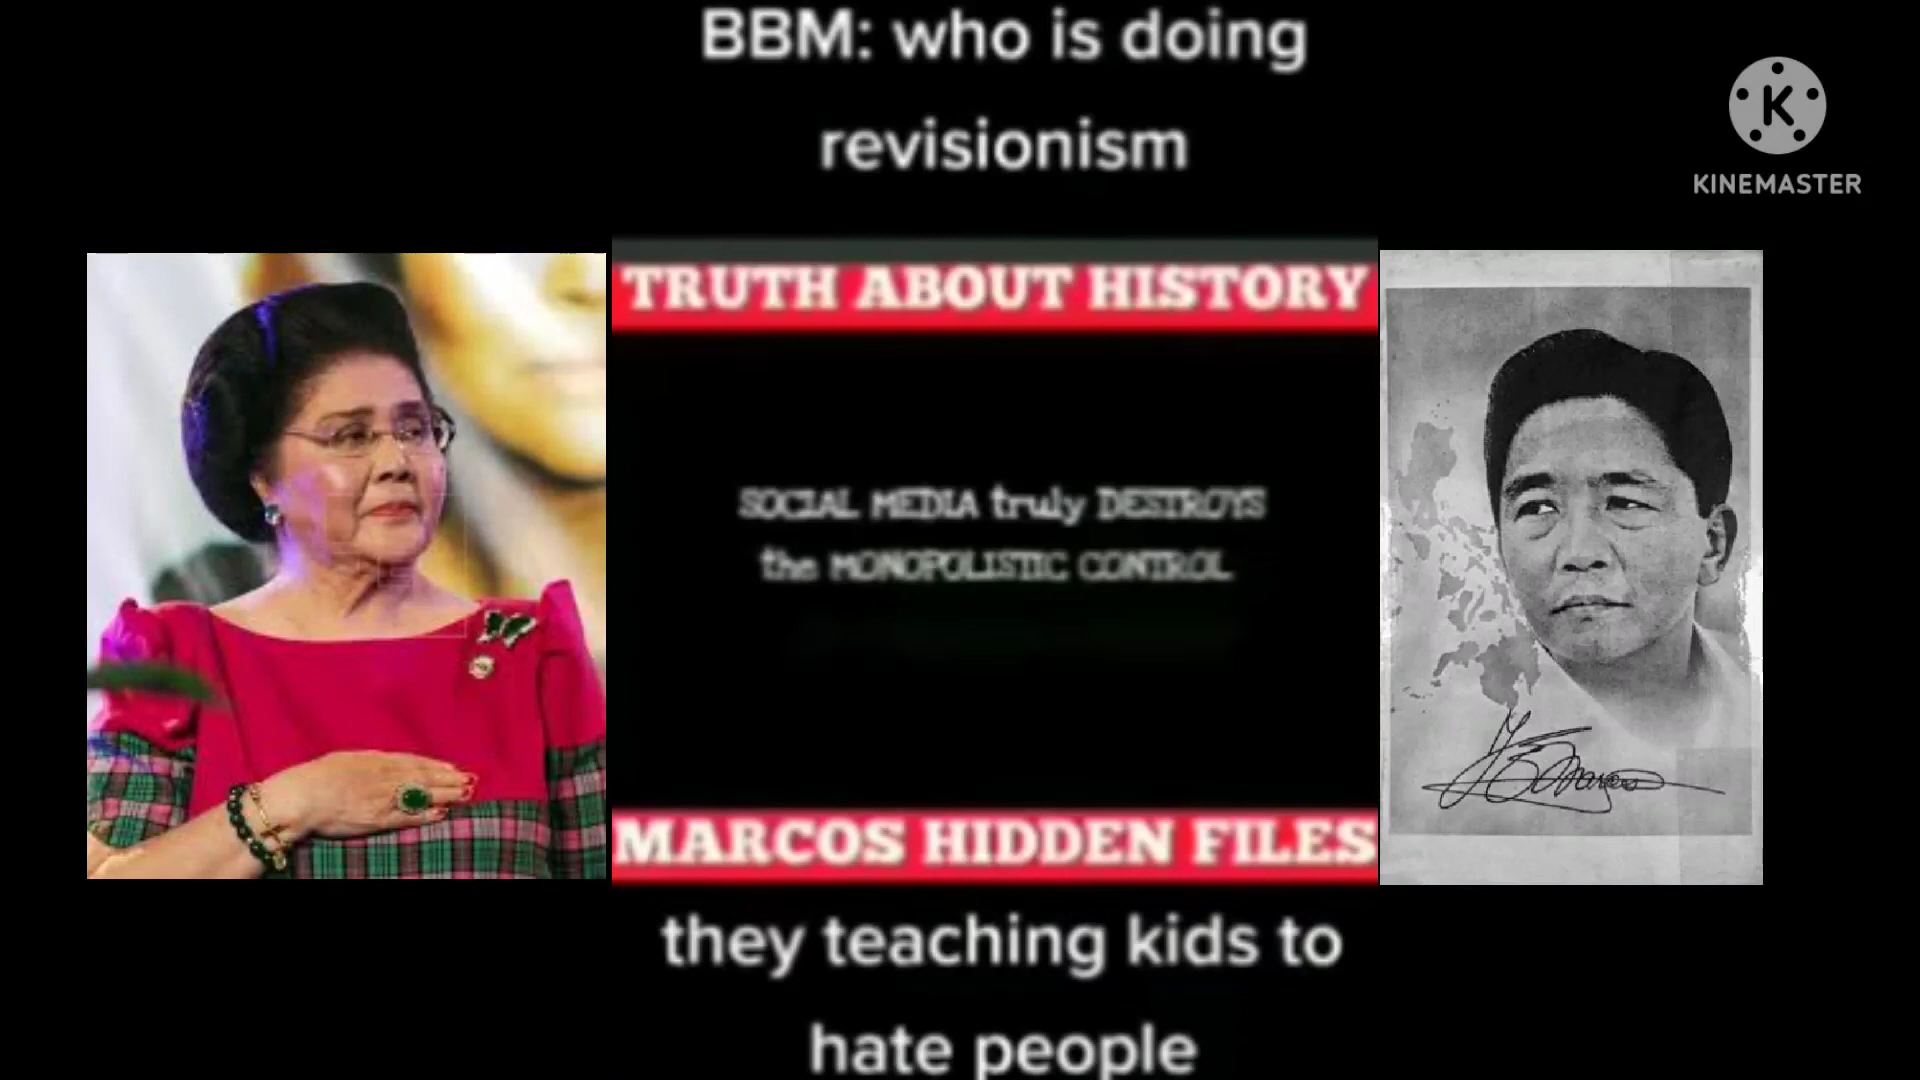 BBM: who is doing
revisionism
KINEMASTER
TRUTH ABOUT HISTORY
SOCIAL MEDIA truly DESTROYS
the MONOPOLISTIC CONTROL
MARCOS HIDDEN FILES
they teaching kids to
hate people